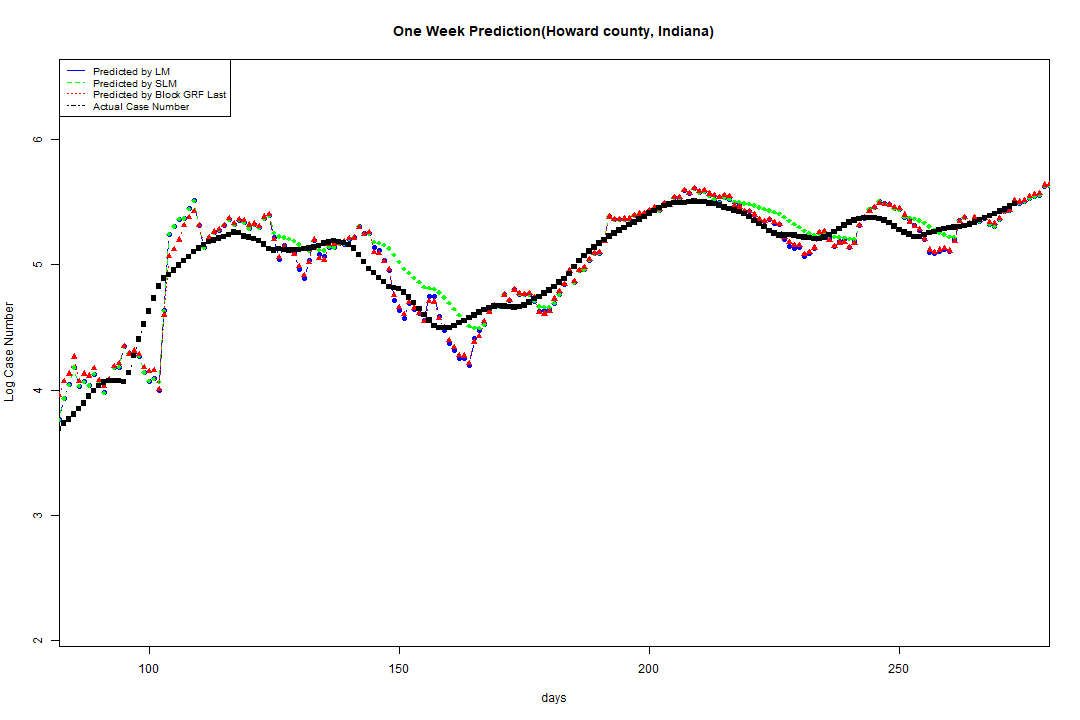 One Week Prediction(Howard county, Indiana)
Predicted by LM
Predicted by SLM
Predicted by Block GRF Last
Actual Case Number
6
5
4
3
2
Log Case Number
100 150 200 250
days